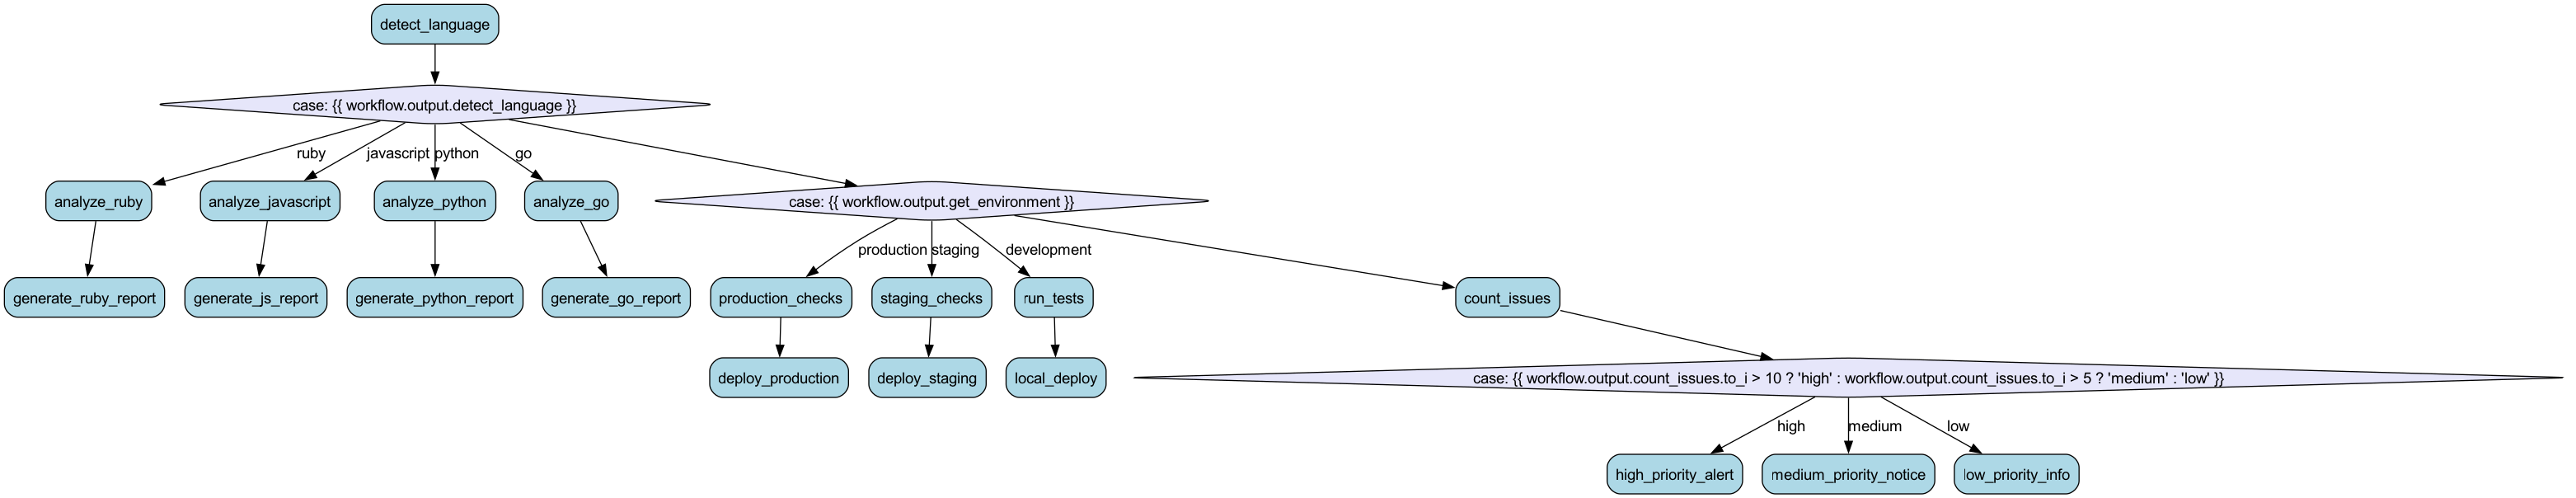 detect_language
case: {{ workflow.output.detect_language }}
ruby
javascript
python
go
analyze_ruby
analyze_javascript
analyze_python
analyze_go
case: {{ workflow.output.get_environment }}
production
staging
development
generate_ruby_report
generate_js_report
generate_python_report
generate_go_report
production_checks
staging_checks
run_tests
count_issues
deploy_production
deploy_staging
local_deploy
case: {{ workflow.output.count_issues.to_i > 10 ? 'high' : workflow.output.count_issues.to_i > 5 ? 'medium' : 'low' }}
high
medium
low
high_priority_alert
medium_priority_notice
low_priority_info